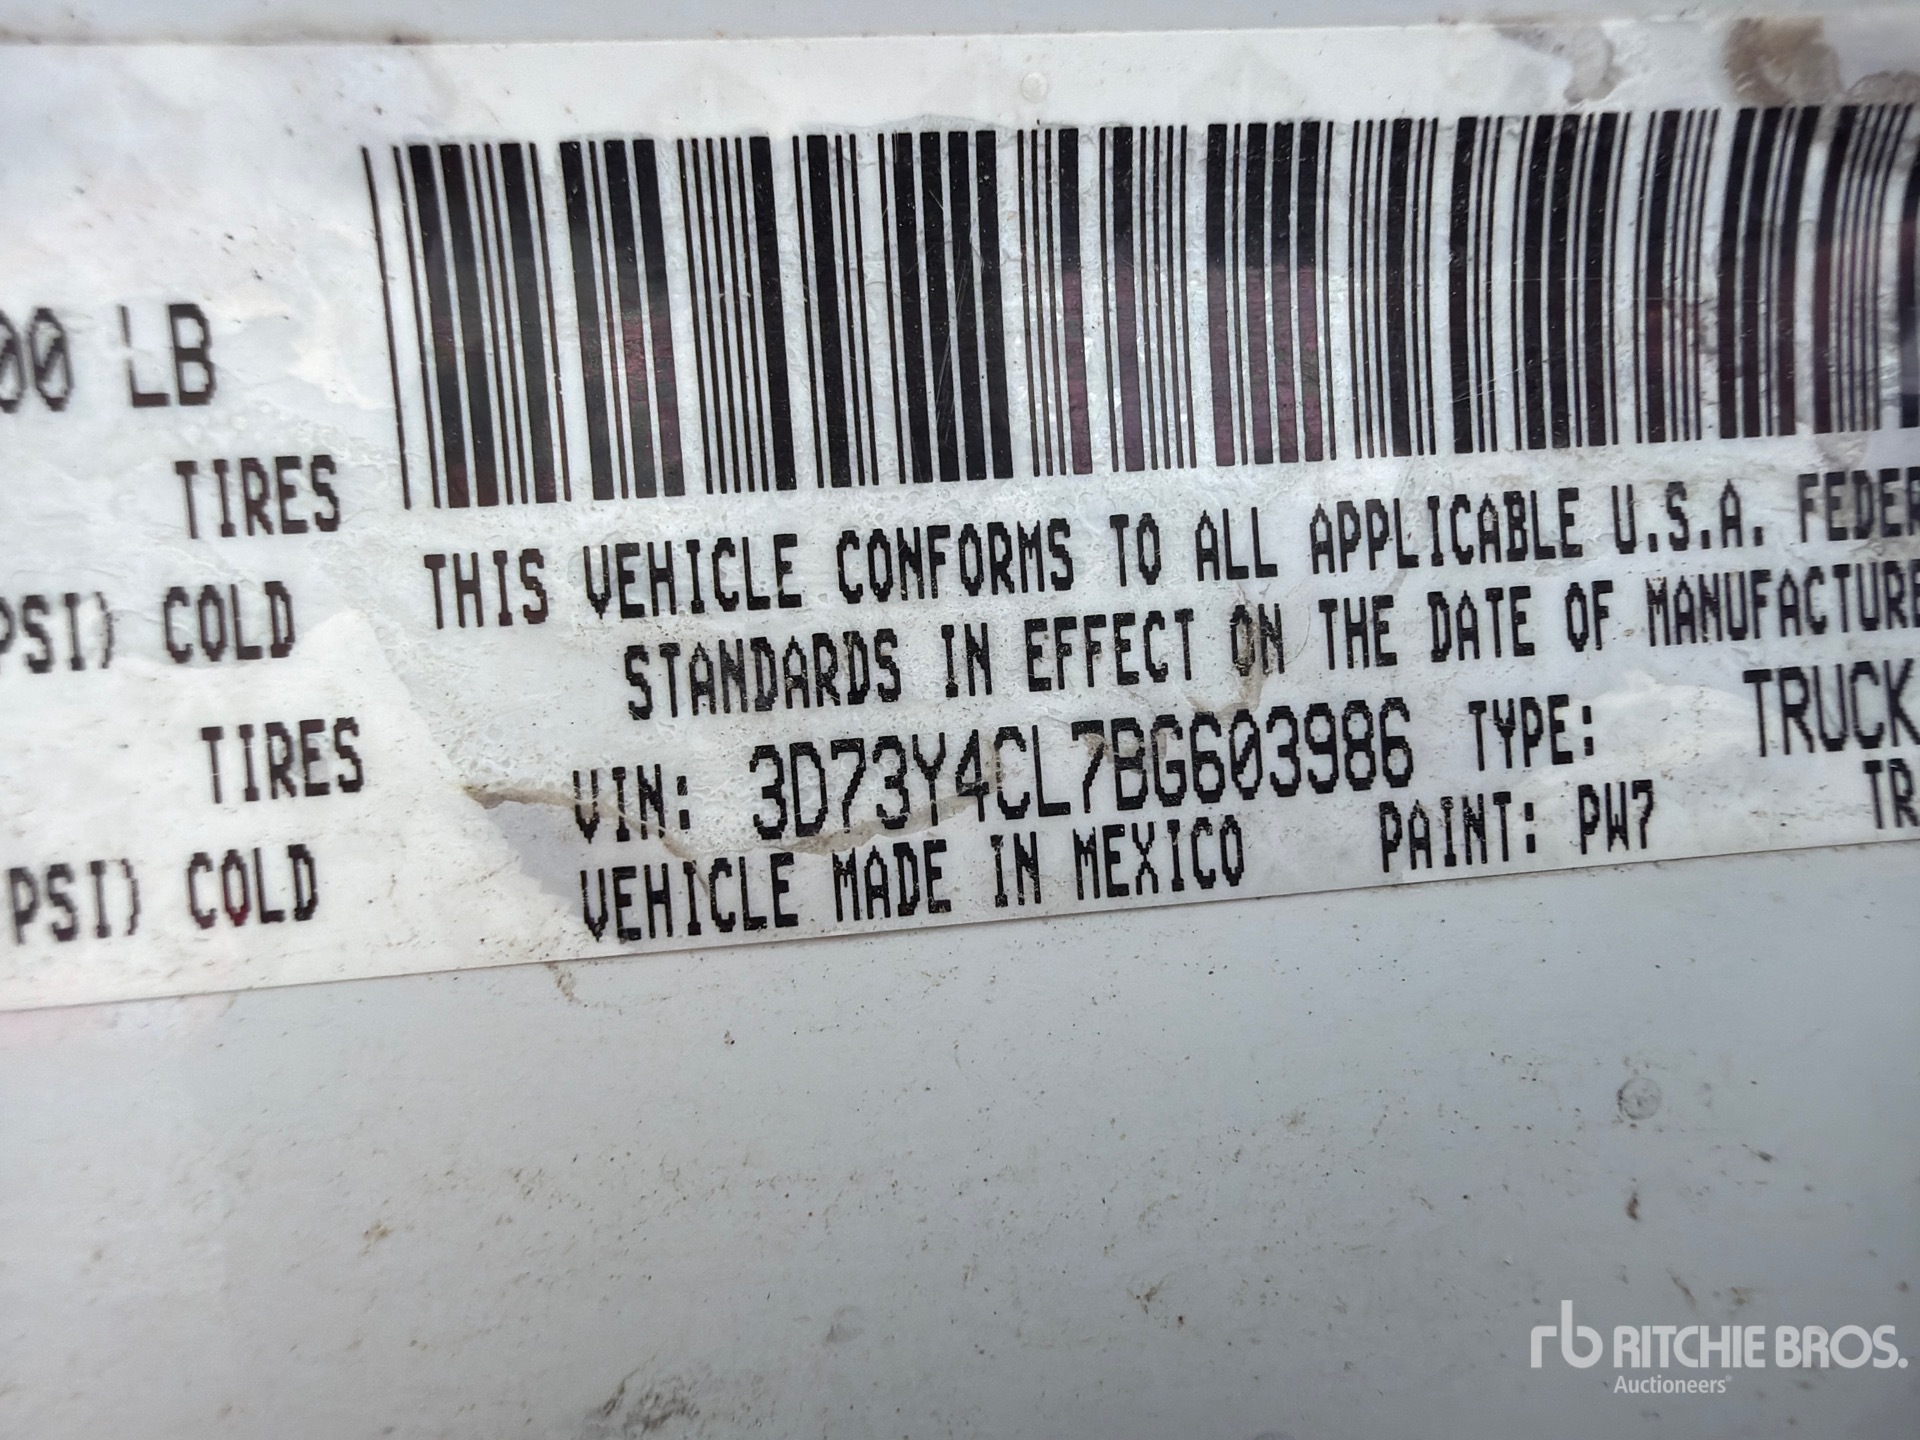 00 LB
TIRES
PSI) COLD
TIRES
PSI) COLD
THIS VEHICLE CONFORMS TO ALL APPLICABLE U.S.A. FEDER
STANDARDS IN EFFECT ON THE DATE OF MANUFACTURE
VIN: 3D73Y4CL7BG603986 TYPE: TRUCK
VEHICLE MADE IN MEXICO PAINT: PW7 TR
rb RITCHIE BROS.
Auctioneers